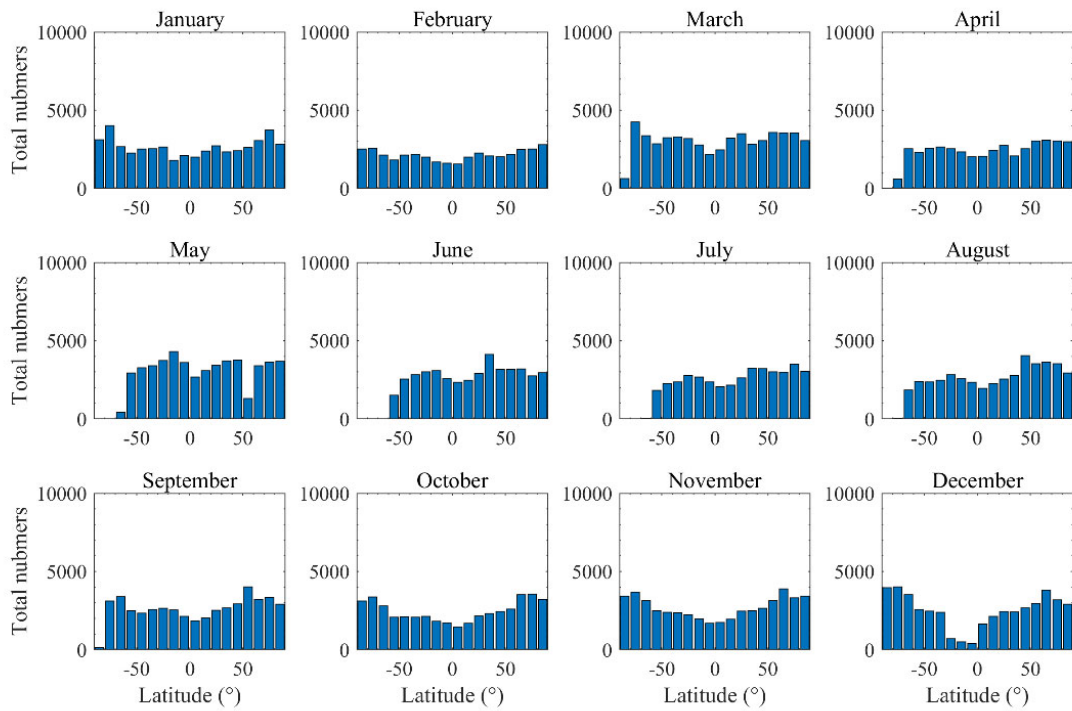 January February March April
10000 10000 10000 10000
Total nubmers
5000 5000 5000 5000
0 0 0 0
-50 0 50 -50 0 50 -50 0 50 -50 0 50
May June July August
10000 10000 10000 10000
Total nubmers
5000 5000 5000 5000
0 0 0 0
-50 0 50 -50 0 50 -50 0 50 -50 0 50
September October November December
10000 10000 10000 10000
Total nubmers
5000 5000 5000 5000
0 0 0 0
-50 0 50 -50 0 50 -50 0 50 -50 0 50
Latitude (°) Latitude (°) Latitude (°) Latitude (°)